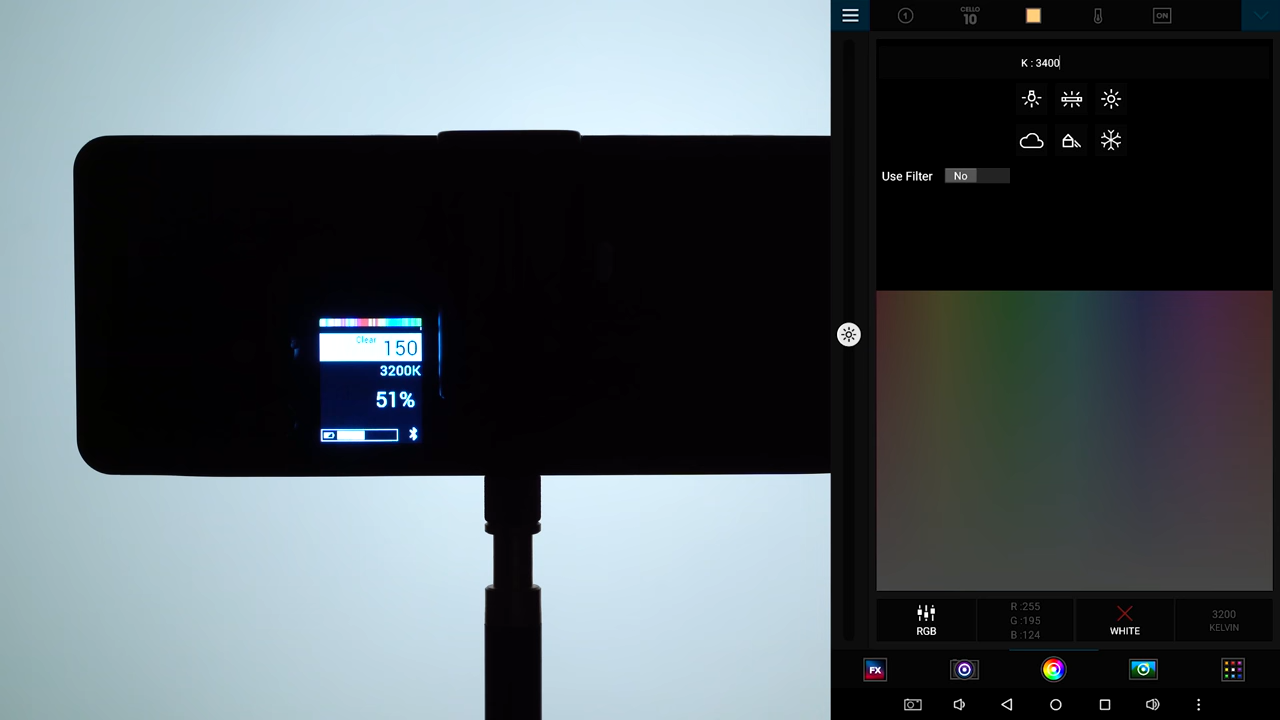 Clear
150
3200K
51%
1
CELLO
10
ON
K : 3400
Use Filter No
RGB
R :255
G :195
B :124
WHITE
3200
KELVIN
FX